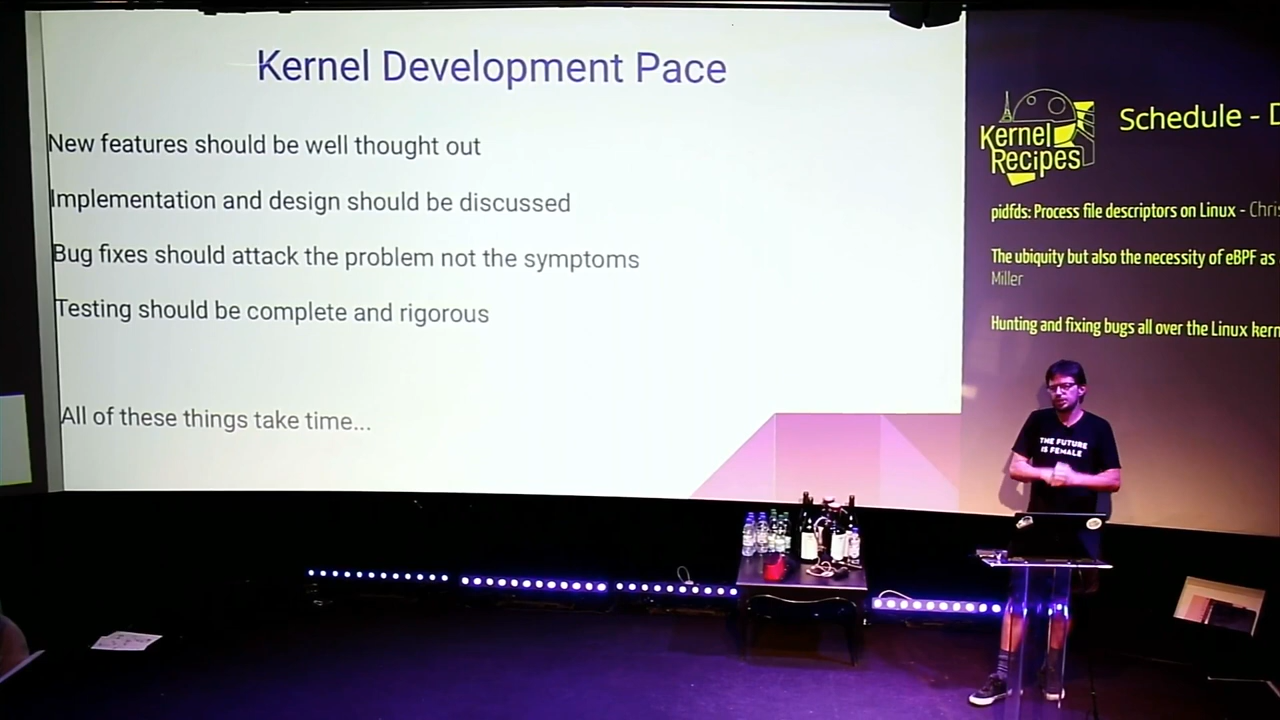 Kernel Development Pace
New features should be well thought out
Implementation and design should be discussed
Bug fixes should attack the problem not the symptoms
Testing should be complete and rigorous
All of these things take time...
Kernel
Recipes
Schedule -
pidfds: Process file descriptors on Linux - Chris
The ubiquity but also the necessity of eBPF as
Miller
Hunting and fixing bugs all over the Linux kern
THE FUTURE
IS FEMALE